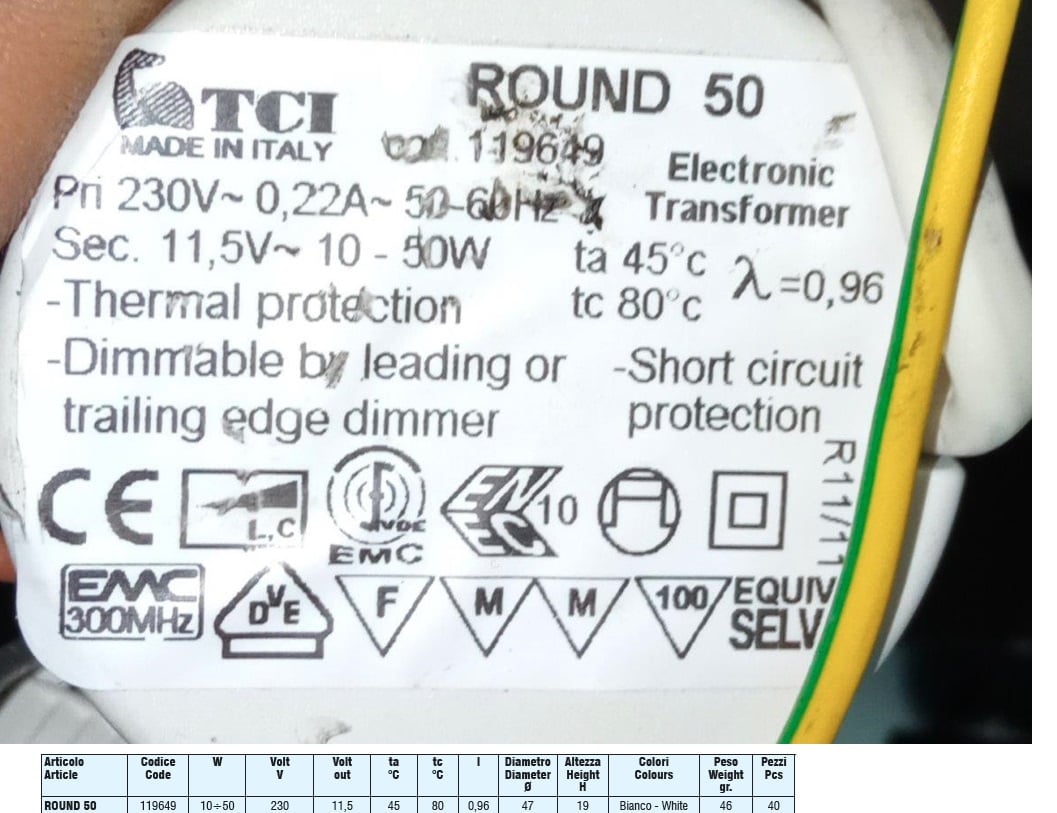 TCI
MADE IN ITALY
ROUND 50
cod. 119649
Electronic
Transformer
Pri 230V~ 0,22A~ 50-60Hz
Sec. 11,5V~ 10 - 50W
ta 45°c
tc 80°c
λ=0,96
-Thermal protection
-Dimmable by leading or
trailing edge dimmer
-Short circuit
protection
R11/11
CE
L,C
VDE
EMC
ENEC 10
EMC
300MHz
DVE
F
M
M
100
EQUIV
SELV
Articolo Codice W Volt Volt ta tc I Diametro Altezza Colori Peso Pezzi
Article Code V out °C °C Diameter Height Colours Weight Pcs
Ø H gr.
ROUND 50 119649 10÷50 230 11,5 45 80 0,96 47 19 Bianco - White 46 40